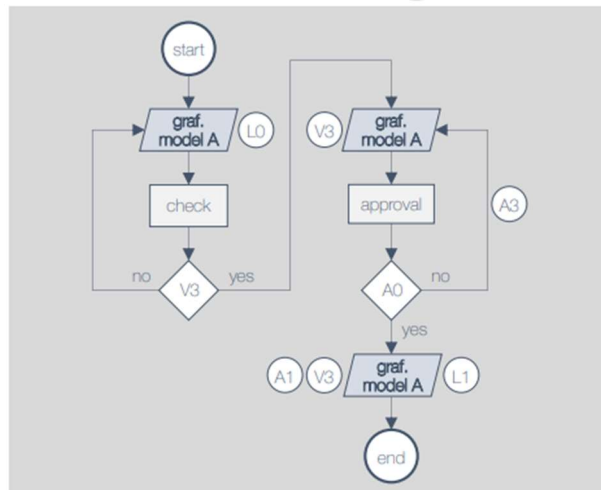 start
graf.
model A
L0
check
V3
no
yes
V3
graf.
model A
approval
A3
A0
no
yes
A1
V3
graf.
model A
L1
end